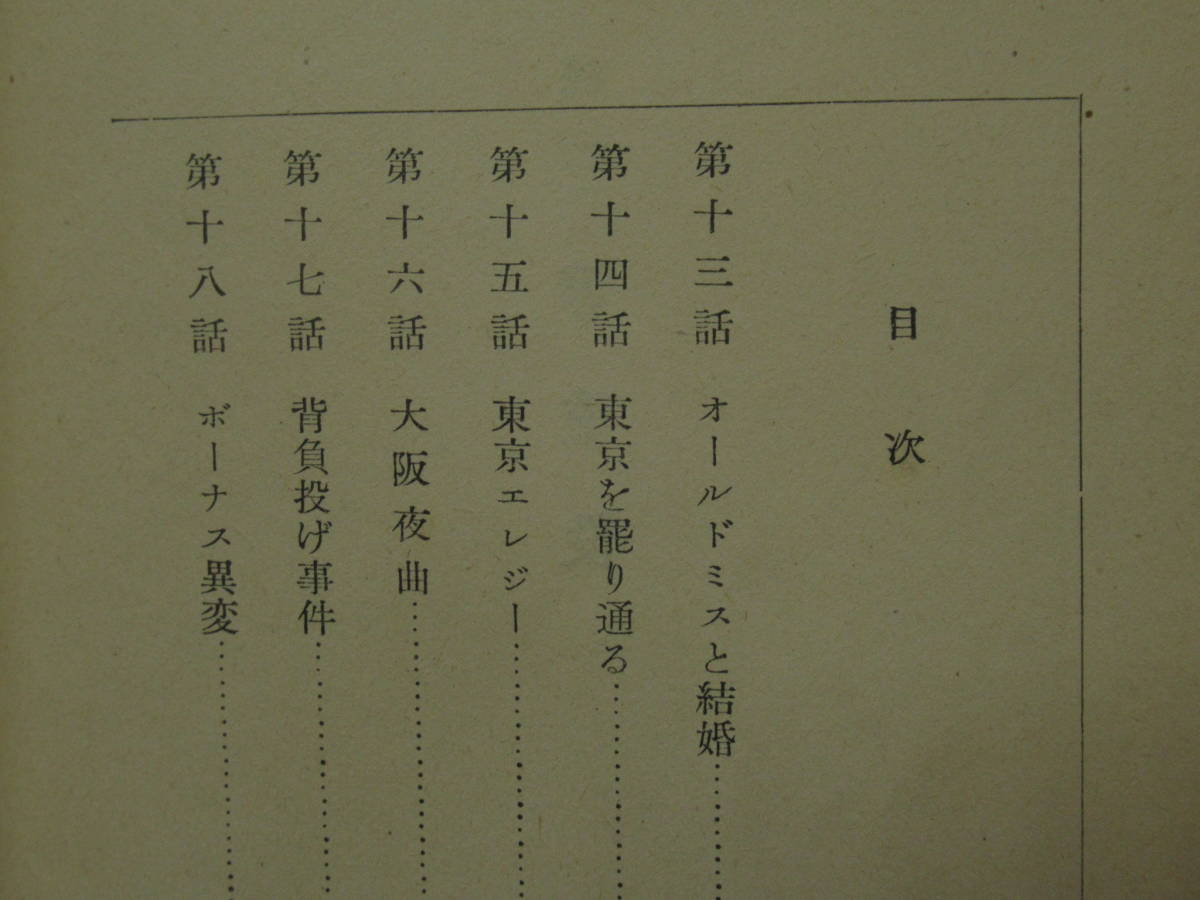 目次
第十三話 オールドミスと結婚…………
第十四話 東京を罷り通る…………
第十五話 東京エレジー…………
第十六話 大阪夜曲…………
第十七話 背負投げ事件…………
第十八話 ボーナス異変…………